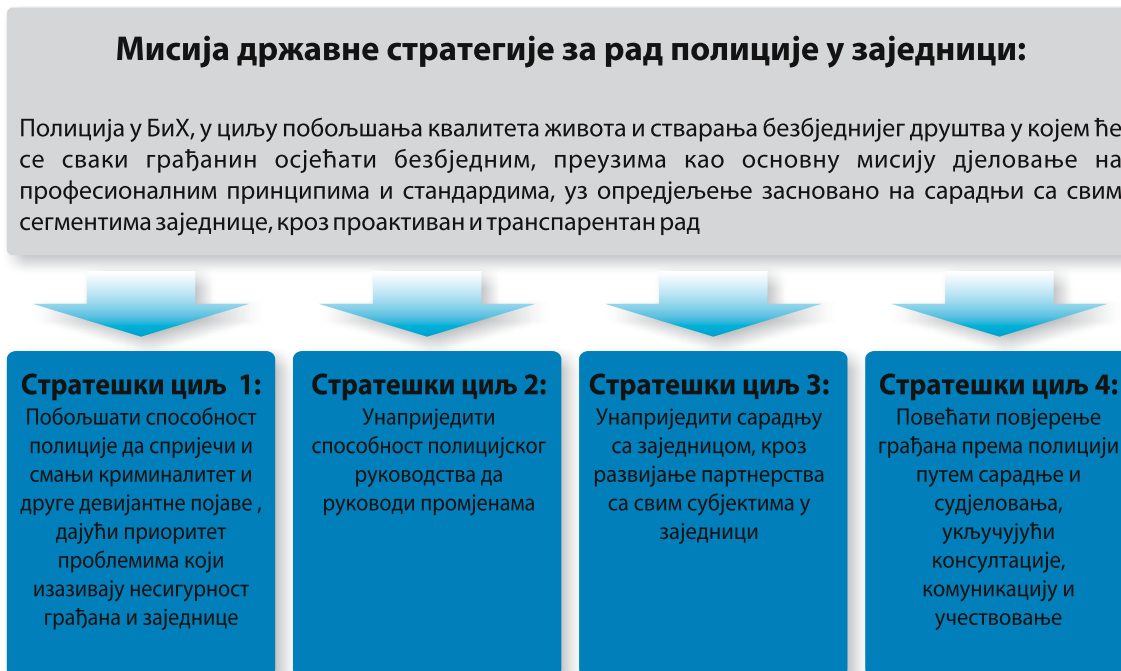 Мисија државне стратегије за рад полиције у заједници:
Полиција у БиХ, у циљу побољшања квалитета живота и стварања безбједнијег друштва у којем ће
се сваки грађанин осјећати безбједним, преузима као основну мисију дјеловање на
професионалним принципима и стандардима, уз опредјељење засновано на сарадњи са свим
сегментима заједнице, кроз проактиван и транспарентан рад
Стратешки циљ 1:
Побољшати способност
полиције да спријечи и
смањи криминалитет и
друге девијантне појаве ,
дајући приоритет
проблемима који
изазивају несигурност
грађана и заједнице
Стратешки циљ 2:
Унаприједити
способност полицијског
руководства да
руководи промјенама
Стратешки циљ 3:
Унаприједити сарадњу
са заједницом, кроз
развијање партнерства
са свим субјектима у
заједници
Стратешки циљ 4:
Повећати повјерење
грађана према полицији
путем сарадње и
судјеловања,
укључујући
консултације,
комуникацију и
учествовање